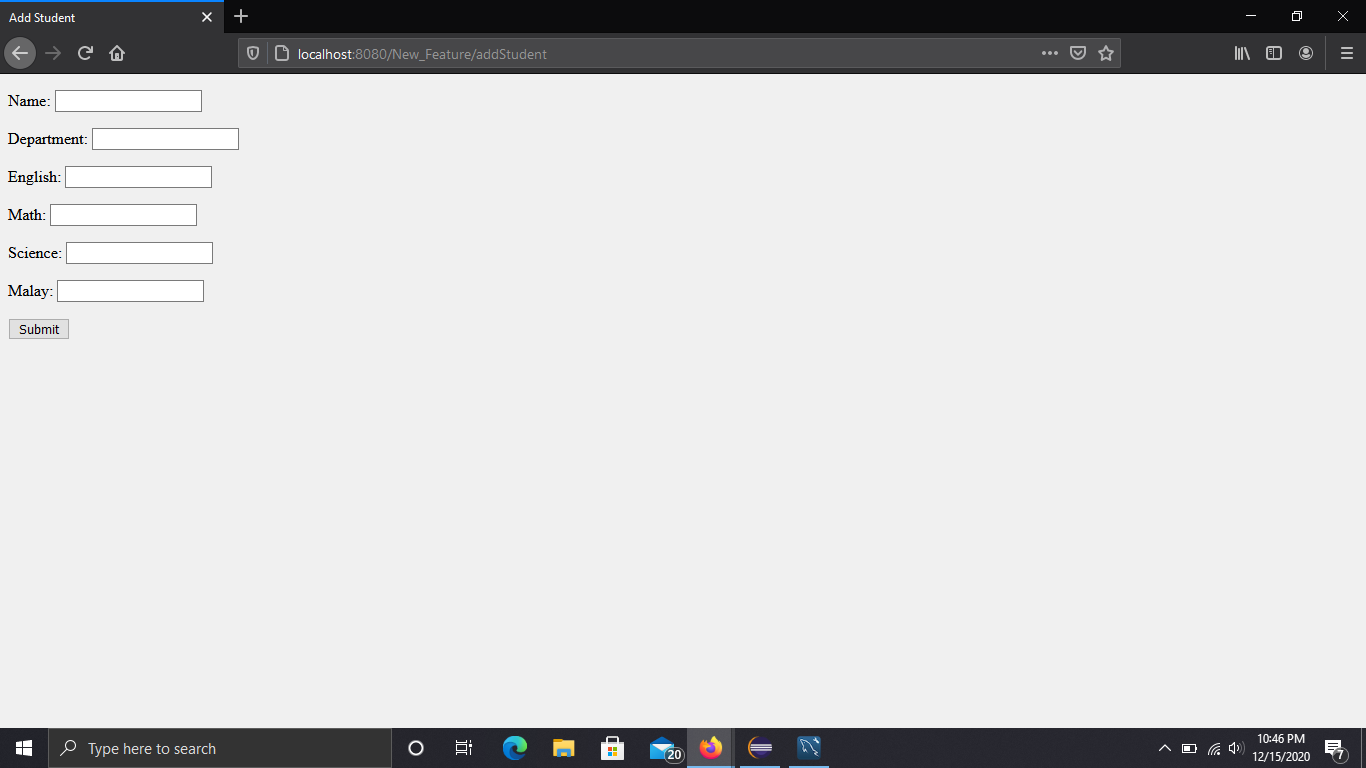 Add Student
localhost:8080/New_Feature/addStudent
Name:
Department:
English:
Math:
Science:
Malay:
Submit
Type here to search
20
10:46 PM
12/15/2020
7